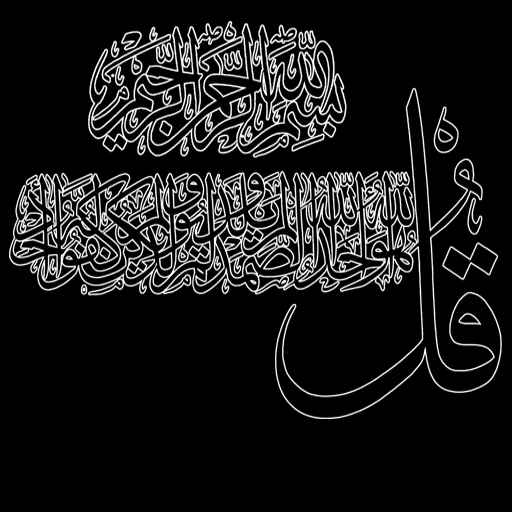 بسم الله الرحمن الرحيم
قل هو الله أحد الله الصمد لم يلد ولم يولد ولم يكن له كفوا أحد